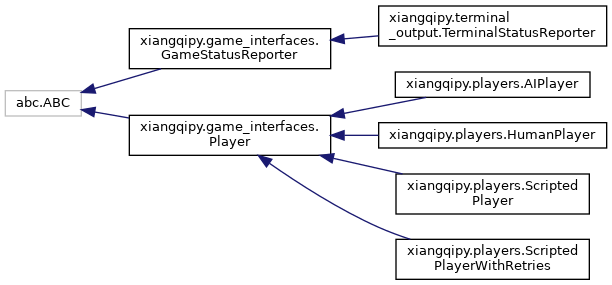 xiangqipy.terminal
_output.TerminalStatusReporter
xiangqipy.game_interfaces.
GameStatusReporter
xiangqipy.players.AIPlayer
abc.ABC
xiangqipy.game_interfaces.
Player
xiangqipy.players.HumanPlayer
xiangqipy.players.Scripted
Player
xiangqipy.players.Scripted
PlayerWithRetries